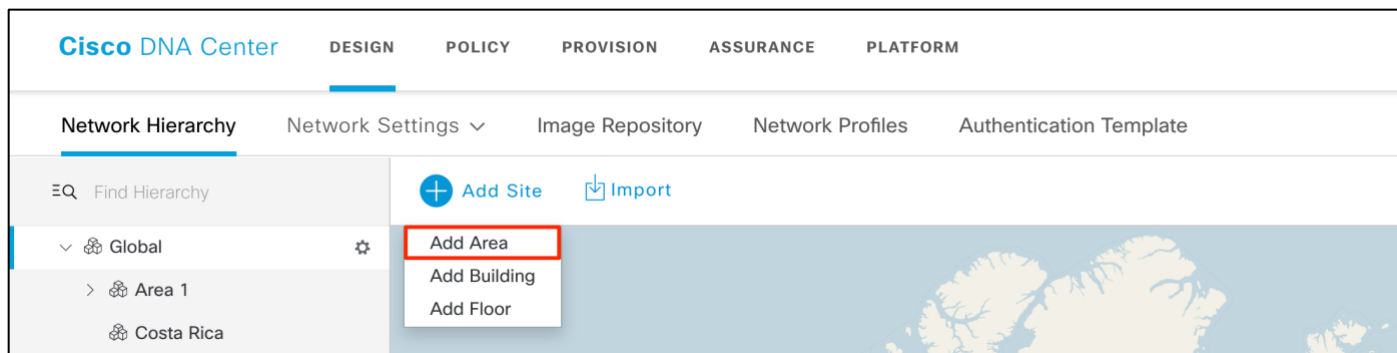 Cisco DNA Center DESIGN POLICY PROVISION ASSURANCE PLATFORM
Network Hierarchy Network Settings Image Repository Network Profiles Authentication Template
Find Hierarchy Add Site Import
Global Add Area
Add Building
Area 1
Add Floor
Costa Rica